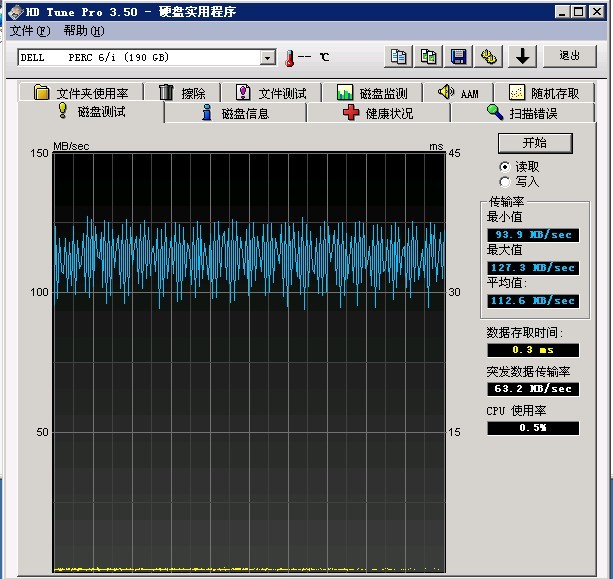 HD Tune Pro 3.50 - 硬盘实用程序
文件(F) 帮助(H)
DELL PERC 6/i (190 GB)
-- ℃
退出
文件夹使用率 擦除 文件测试 磁盘监测 AAM 随机存取
磁盘测试 磁盘信息 健康状况 扫描错误
开始
读取
写入
MB/sec ms
150 45
100 30
50 15
传输率
最小值
93.9 MB/sec
最大值
127.3 MB/sec
平均值:
112.6 MB/sec
数据存取时间:
0.3 ms
突发数据传输率
63.2 MB/sec
CPU 使用率
0.5%